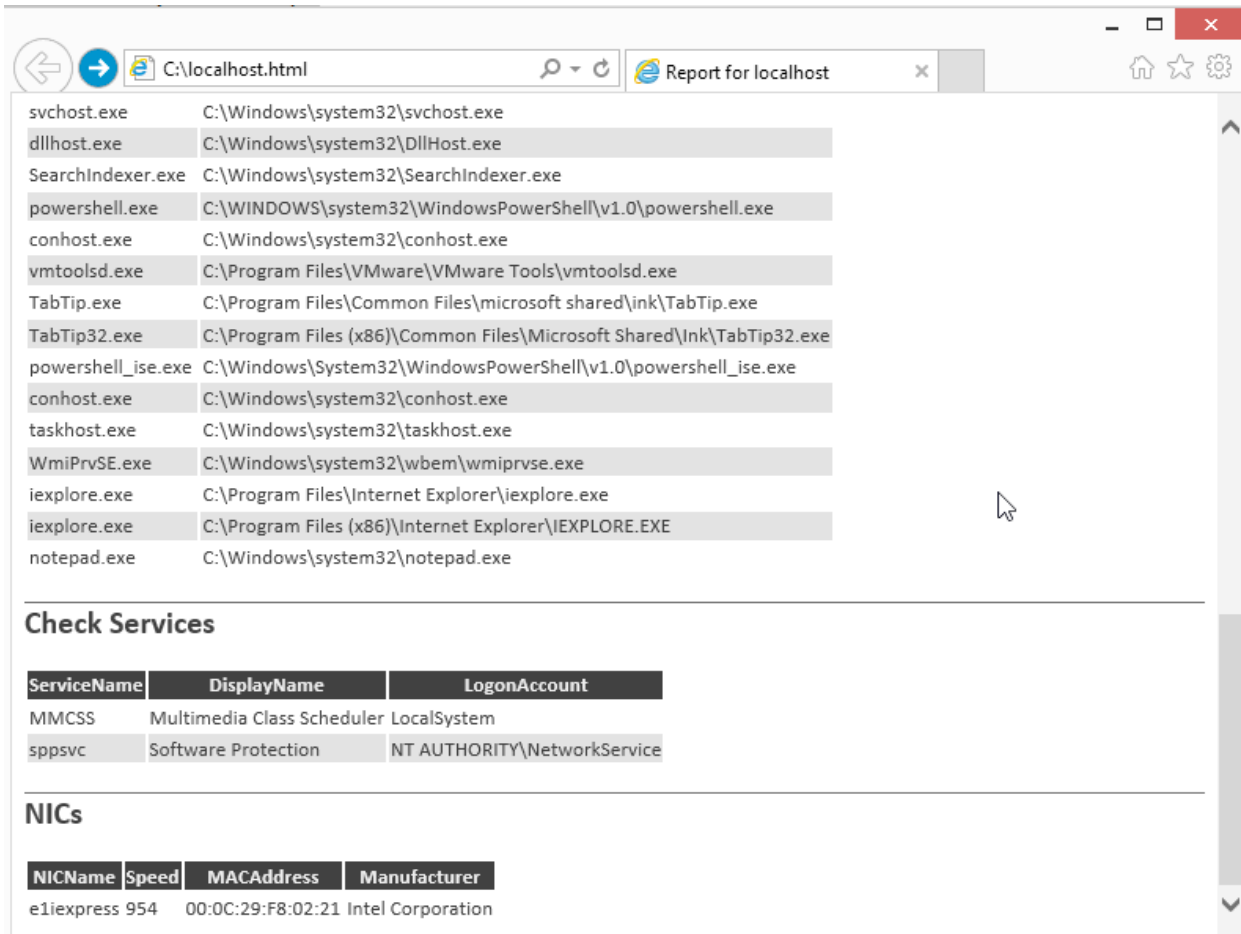 C:\localhost.html
Report for localhost
svchost.exe C:\Windows\system32\svchost.exe
dllhost.exe C:\Windows\system32\DllHost.exe
SearchIndexer.exe C:\Windows\system32\SearchIndexer.exe
powershell.exe C:\WINDOWS\system32\WindowsPowerShell\v1.0\powershell.exe
conhost.exe C:\Windows\system32\conhost.exe
vmtoolsd.exe C:\Program Files\VMware\VMware Tools\vmtoolsd.exe
TabTip.exe C:\Program Files\Common Files\microsoft shared\ink\TabTip.exe
TabTip32.exe C:\Program Files (x86)\Common Files\Microsoft Shared\Ink\TabTip32.exe
powershell_ise.exe C:\Windows\System32\WindowsPowerShell\v1.0\powershell_ise.exe
conhost.exe C:\Windows\system32\conhost.exe
taskhost.exe C:\Windows\system32\taskhost.exe
WmiPrvSE.exe C:\Windows\system32\wbem\wmiprvse.exe
iexplore.exe C:\Program Files\Internet Explorer\iexplore.exe
iexplore.exe C:\Program Files (x86)\Internet Explorer\IEXPLORE.EXE
notepad.exe C:\Windows\system32\notepad.exe
Check Services
ServiceName DisplayName LogonAccount
MMCSS Multimedia Class Scheduler LocalSystem
sppsvc Software Protection NT AUTHORITY\NetworkService
NICs
NICName Speed MACAddress Manufacturer
e1iexpress 954 00:0C:29:F8:02:21 Intel Corporation